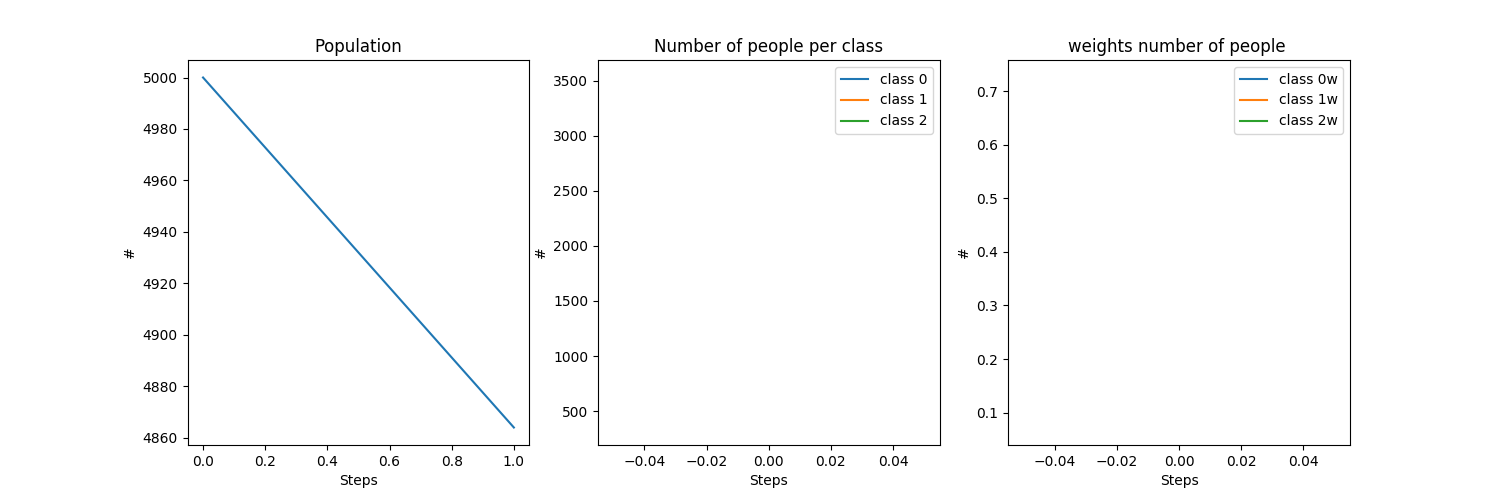 Population
Number of people per class
weights number of people
5000
4980
4960
4940
4920
4900
4880
4860
#
0.0 0.2 0.4 0.6 0.8 1.0
Steps
3500
3000
2500
2000
1500
1000
500
#
class 0
class 1
class 2
−0.04 −0.02 0.00 0.02 0.04
Steps
0.7
0.6
0.5
0.4
0.3
0.2
0.1
#
class 0w
class 1w
class 2w
−0.04 −0.02 0.00 0.02 0.04
Steps